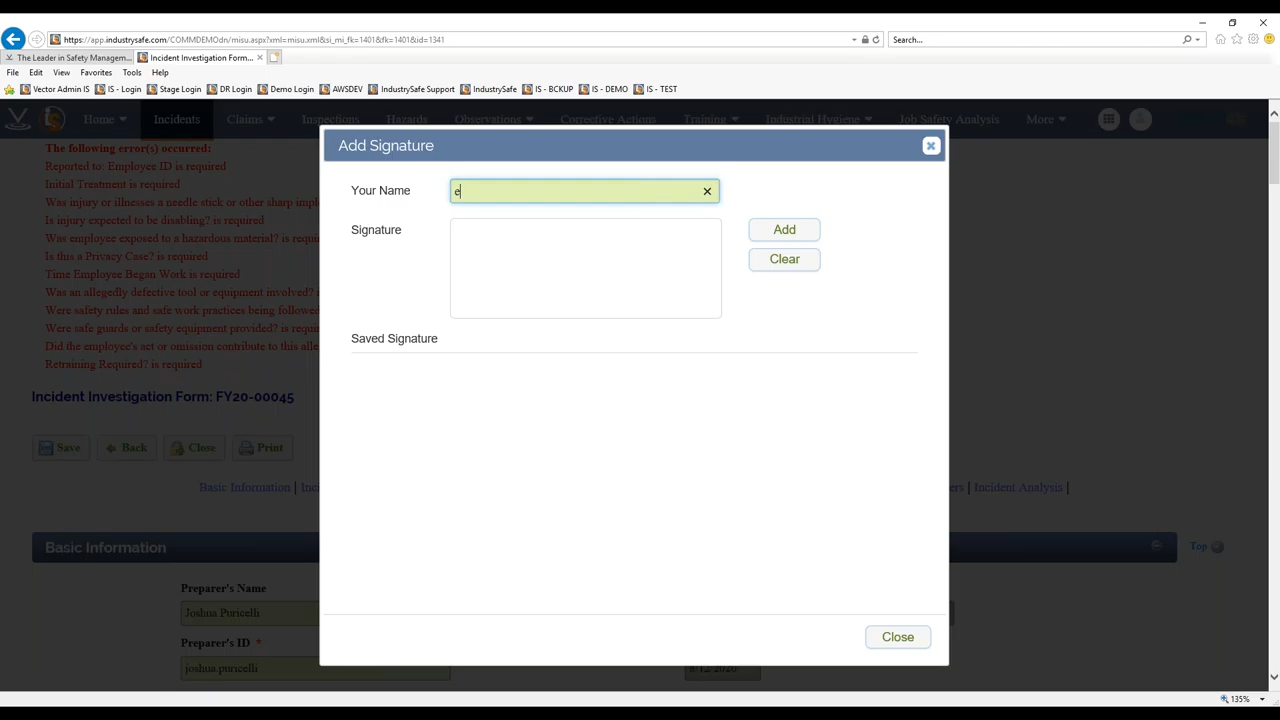 https://app.industrysafe.com/COMMDEMOdn/misu.aspx?xml=misu.xml&si_mi_fk=1401&fk=1401&id=1341
Search...
The Leader in Safety Managem...
Incident Investigation Form...
File Edit View Favorites Tools Help
Vector Admin IS IS - Login Stage Login DR Login Demo Login AWSDEV IndustrySafe Support IndustrySafe IS - BCKUP IS - DEMO IS - TEST
Home Incidents Claims Inspections Hazards Observations Corrective Actions Training Industrial Hygiene Job Safety Analysis More
Add Signature
The following error(s) occurred:
Reported to: Employee ID is required
Initial Treatment is required
Was injury or illnesses a needle stick or other sharp imple
Is injury expected to be disabling? is required
Was employee exposed to a hazardous material? is requir
Is this a Privacy Case? is required
Time Employee Began Work is required
Was an allegedly defective tool or equipment involved? i
Were safety rules and safe work practices being followed
Were safe guards or safety equipment provided? is requir
Did the employee's act or omission contribute to this alle
Retraining Required? is required
Your Name e
Signature Add
Clear
Saved Signature
Incident Investigation Form: FY20-00045
Save Back Close Print
Basic Information | Inc ers | Incident Analysis |
Basic Information Top
Preparer's Name
Joshua Puricelli
Preparer's ID *
joshua.puricelli 8/12/2020
Close
135%